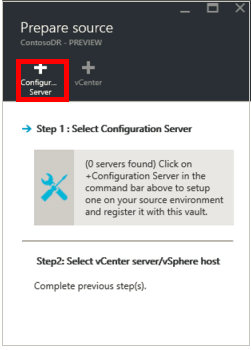 Prepare source
ContosoDR - PREVIEW
Configur... vCenter
Server
Step 1 : Select Configuration Server
(0 servers found) Click on
+Configuration Server in the
command bar above to setup
one on your source environment
and register it with this vault.
Step2: Select vCenter server/vSphere host
Complete previous step(s).